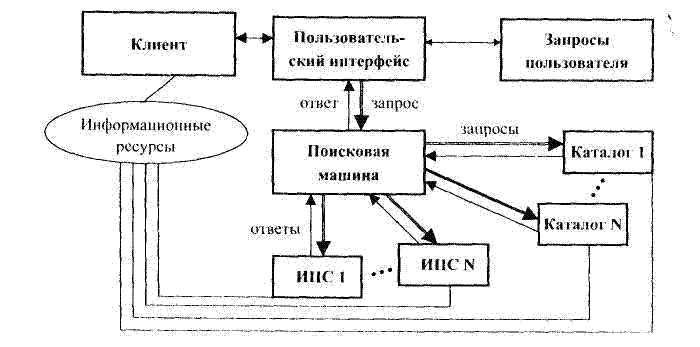 Клиент
Пользователь-
ский интерфейс
Запросы
пользователя
ответ
запрос
Информационные
ресурсы
Поисковая
машина
запросы
Каталог 1
Каталог N
ответы
ИПС 1
ИПС N